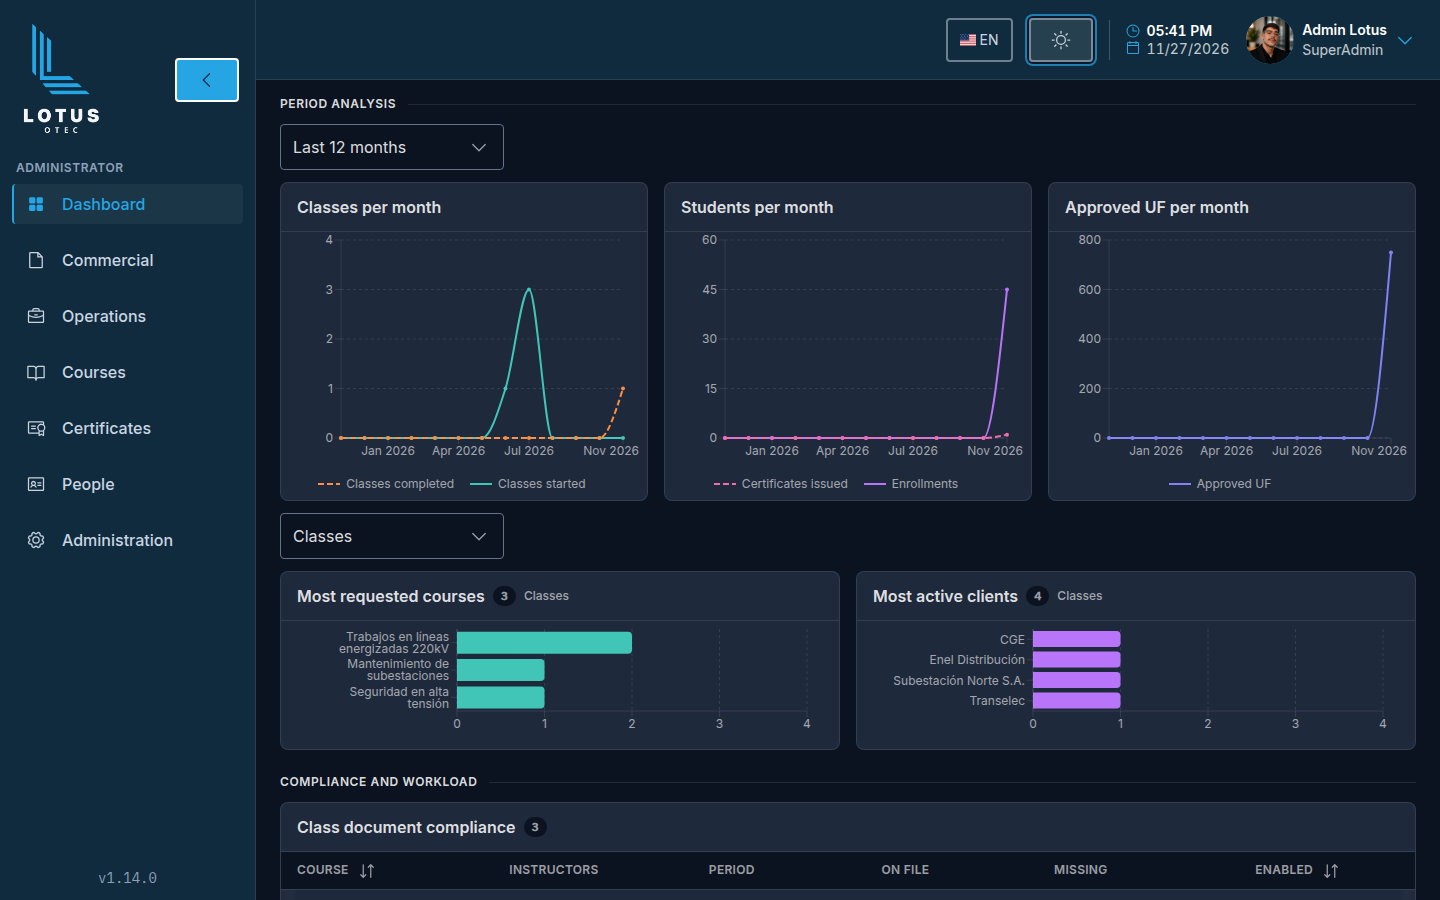 LOTUS
OTEC
EN
05:41 PM
11/27/2026
Admin Lotus
SuperAdmin
ADMINISTRATOR
Dashboard
Commercial
Operations
Courses
Certificates
People
Administration
v1.14.0
PERIOD ANALYSIS
Last 12 months
Classes per month
4
3
2
1
0
Jan 2026 Apr 2026 Jul 2026 Nov 2026
Classes completed Classes started
Students per month
60
45
30
15
0
Jan 2026 Apr 2026 Jul 2026 Nov 2026
Certificates issued Enrollments
Approved UF per month
800
600
400
200
0
Jan 2026 Apr 2026 Jul 2026 Nov 2026
Approved UF
Classes
Most requested courses 3 Classes
Trabajos en líneas
energizadas 220kV
Mantenimiento de
subestaciones
Seguridad en alta
tensión
0 1 2 3 4
Most active clients 4 Classes
CGE
Enel Distribución
Subestación Norte S.A.
Transelec
0 1 2 3 4
COMPLIANCE AND WORKLOAD
Class document compliance 3
COURSE INSTRUCTORS PERIOD ON FILE MISSING ENABLED